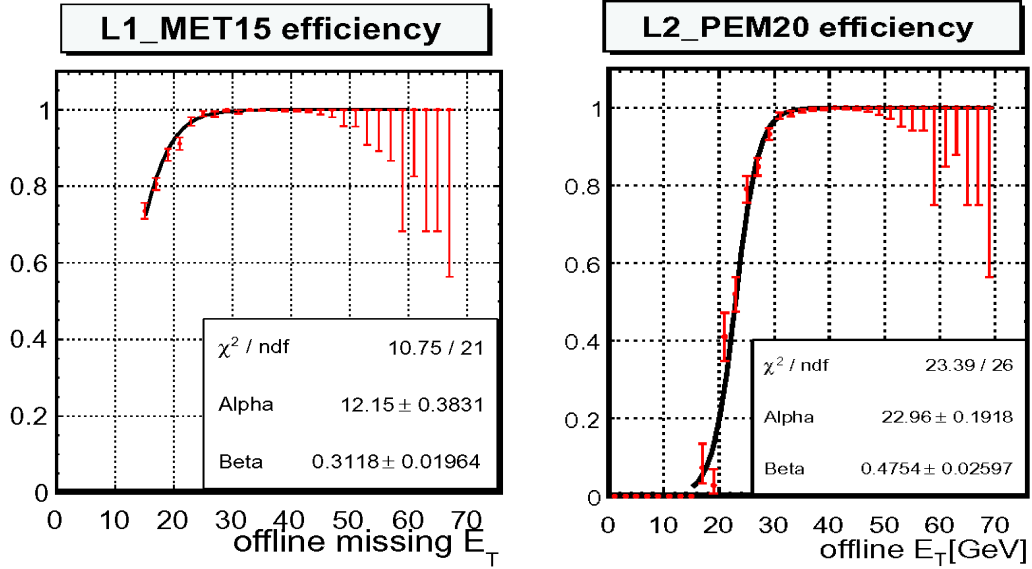 L1_MET15 efficiency
1
0.8
0.6
0.4
0.2
0
χ² / ndf 10.75 / 21
Alpha 12.15 ± 0.3831
Beta 0.3118 ± 0.01964
0 10 20 30 40 50 60 70
offline missing E_T
L2_PEM20 efficiency
1
0.8
0.6
0.4
0.2
0
χ² / ndf 23.39 / 26
Alpha 22.96 ± 0.1918
Beta 0.4754 ± 0.02597
0 10 20 30 40 50 60 70
offline E_T[GeV]